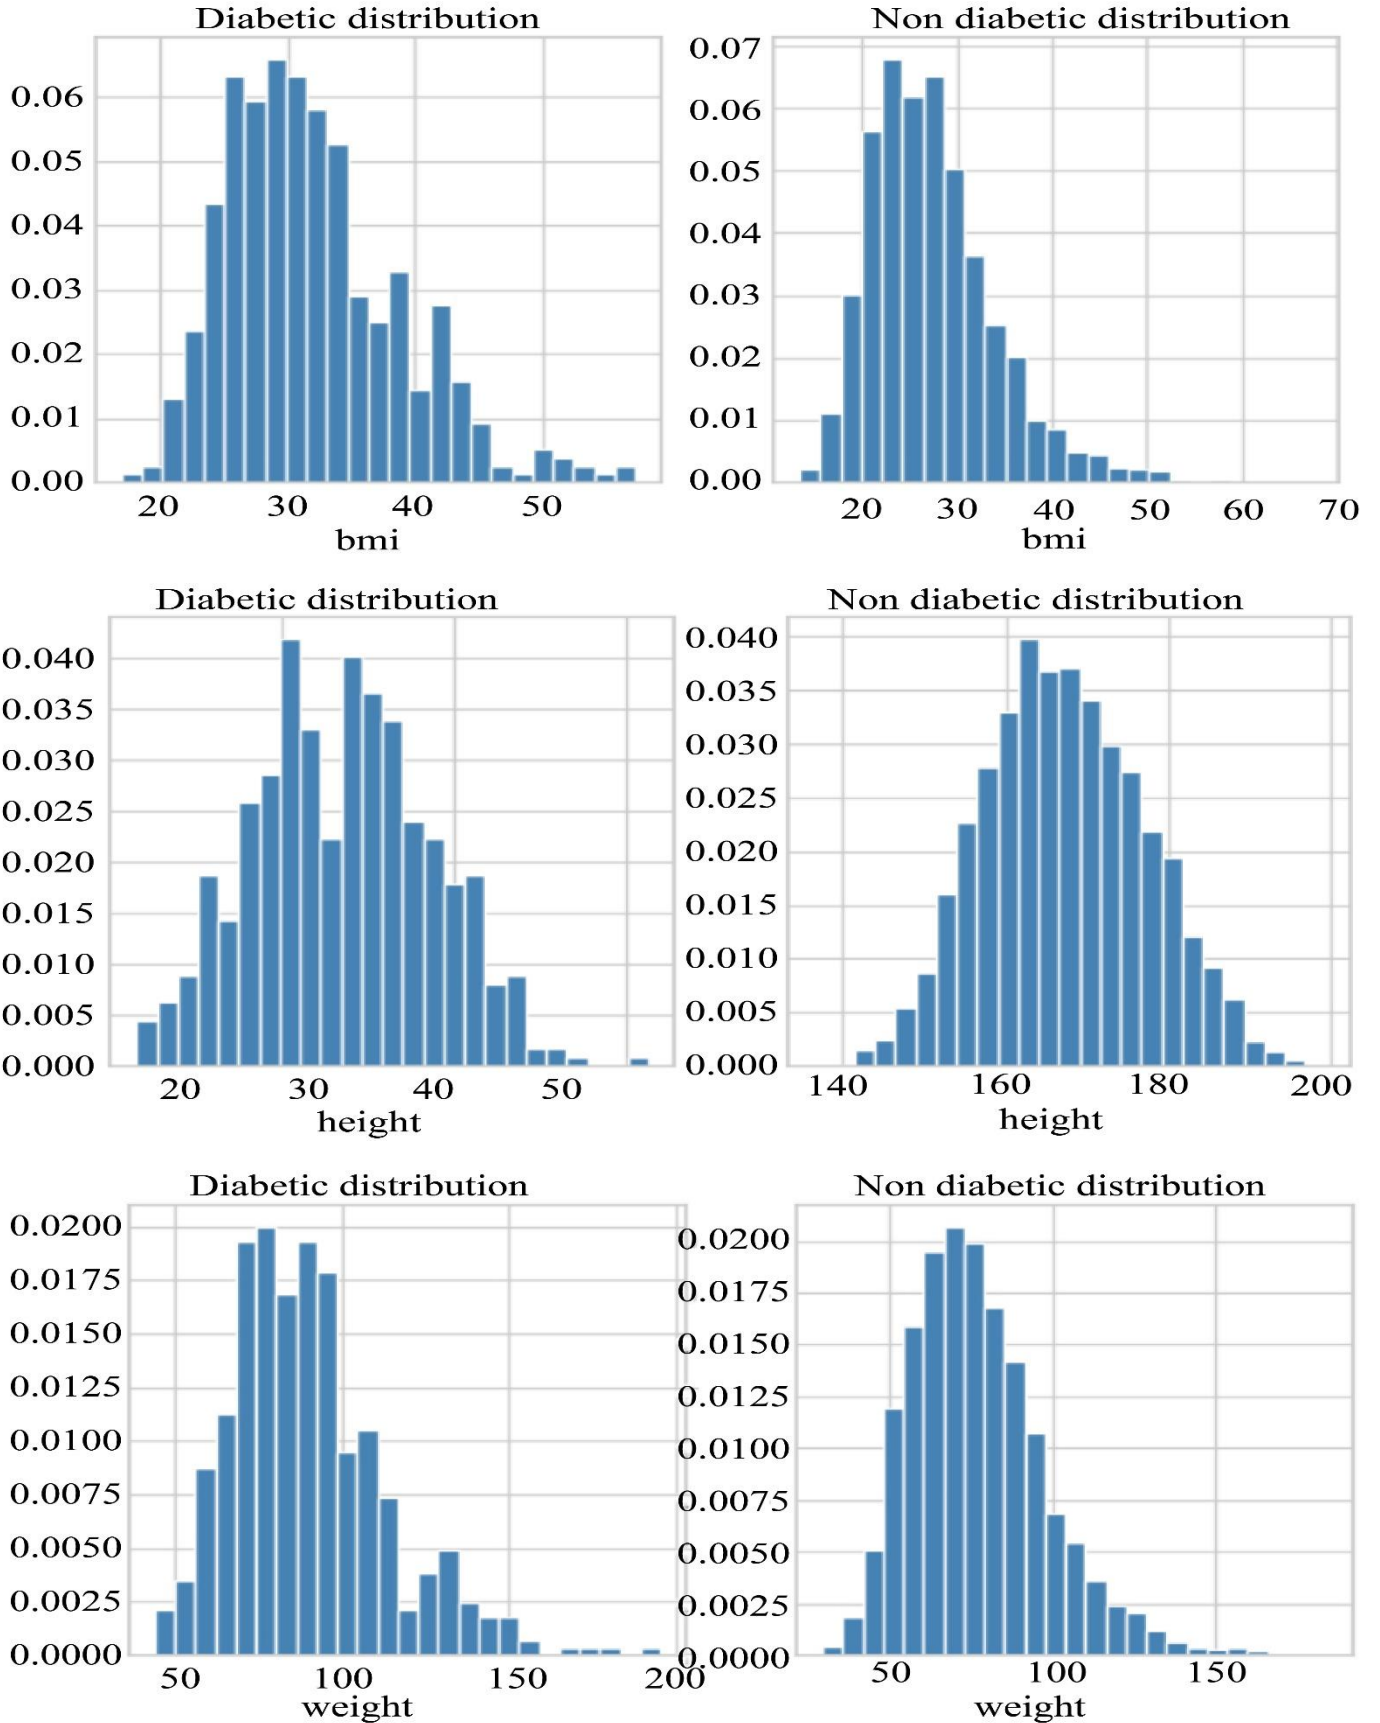 Diabetic distribution
0.06
0.05
0.04
0.03
0.02
0.01
0.00
20 30 40 50
bmi
Non diabetic distribution
0.07
0.06
0.05
0.04
0.03
0.02
0.01
0.00
20 30 40 50 60 70
bmi
Diabetic distribution
0.040
0.035
0.030
0.025
0.020
0.015
0.010
0.005
0.000
20 30 40 50
height
Non diabetic distribution
0.040
0.035
0.030
0.025
0.020
0.015
0.010
0.005
0.000
140 160 180 200
height
Diabetic distribution
0.0200
0.0175
0.0150
0.0125
0.0100
0.0075
0.0050
0.0025
0.0000
50 100 150 200
weight
Non diabetic distribution
0.0200
0.0175
0.0150
0.0125
0.0100
0.0075
0.0050
0.0025
0.0000
50 100 150
weight